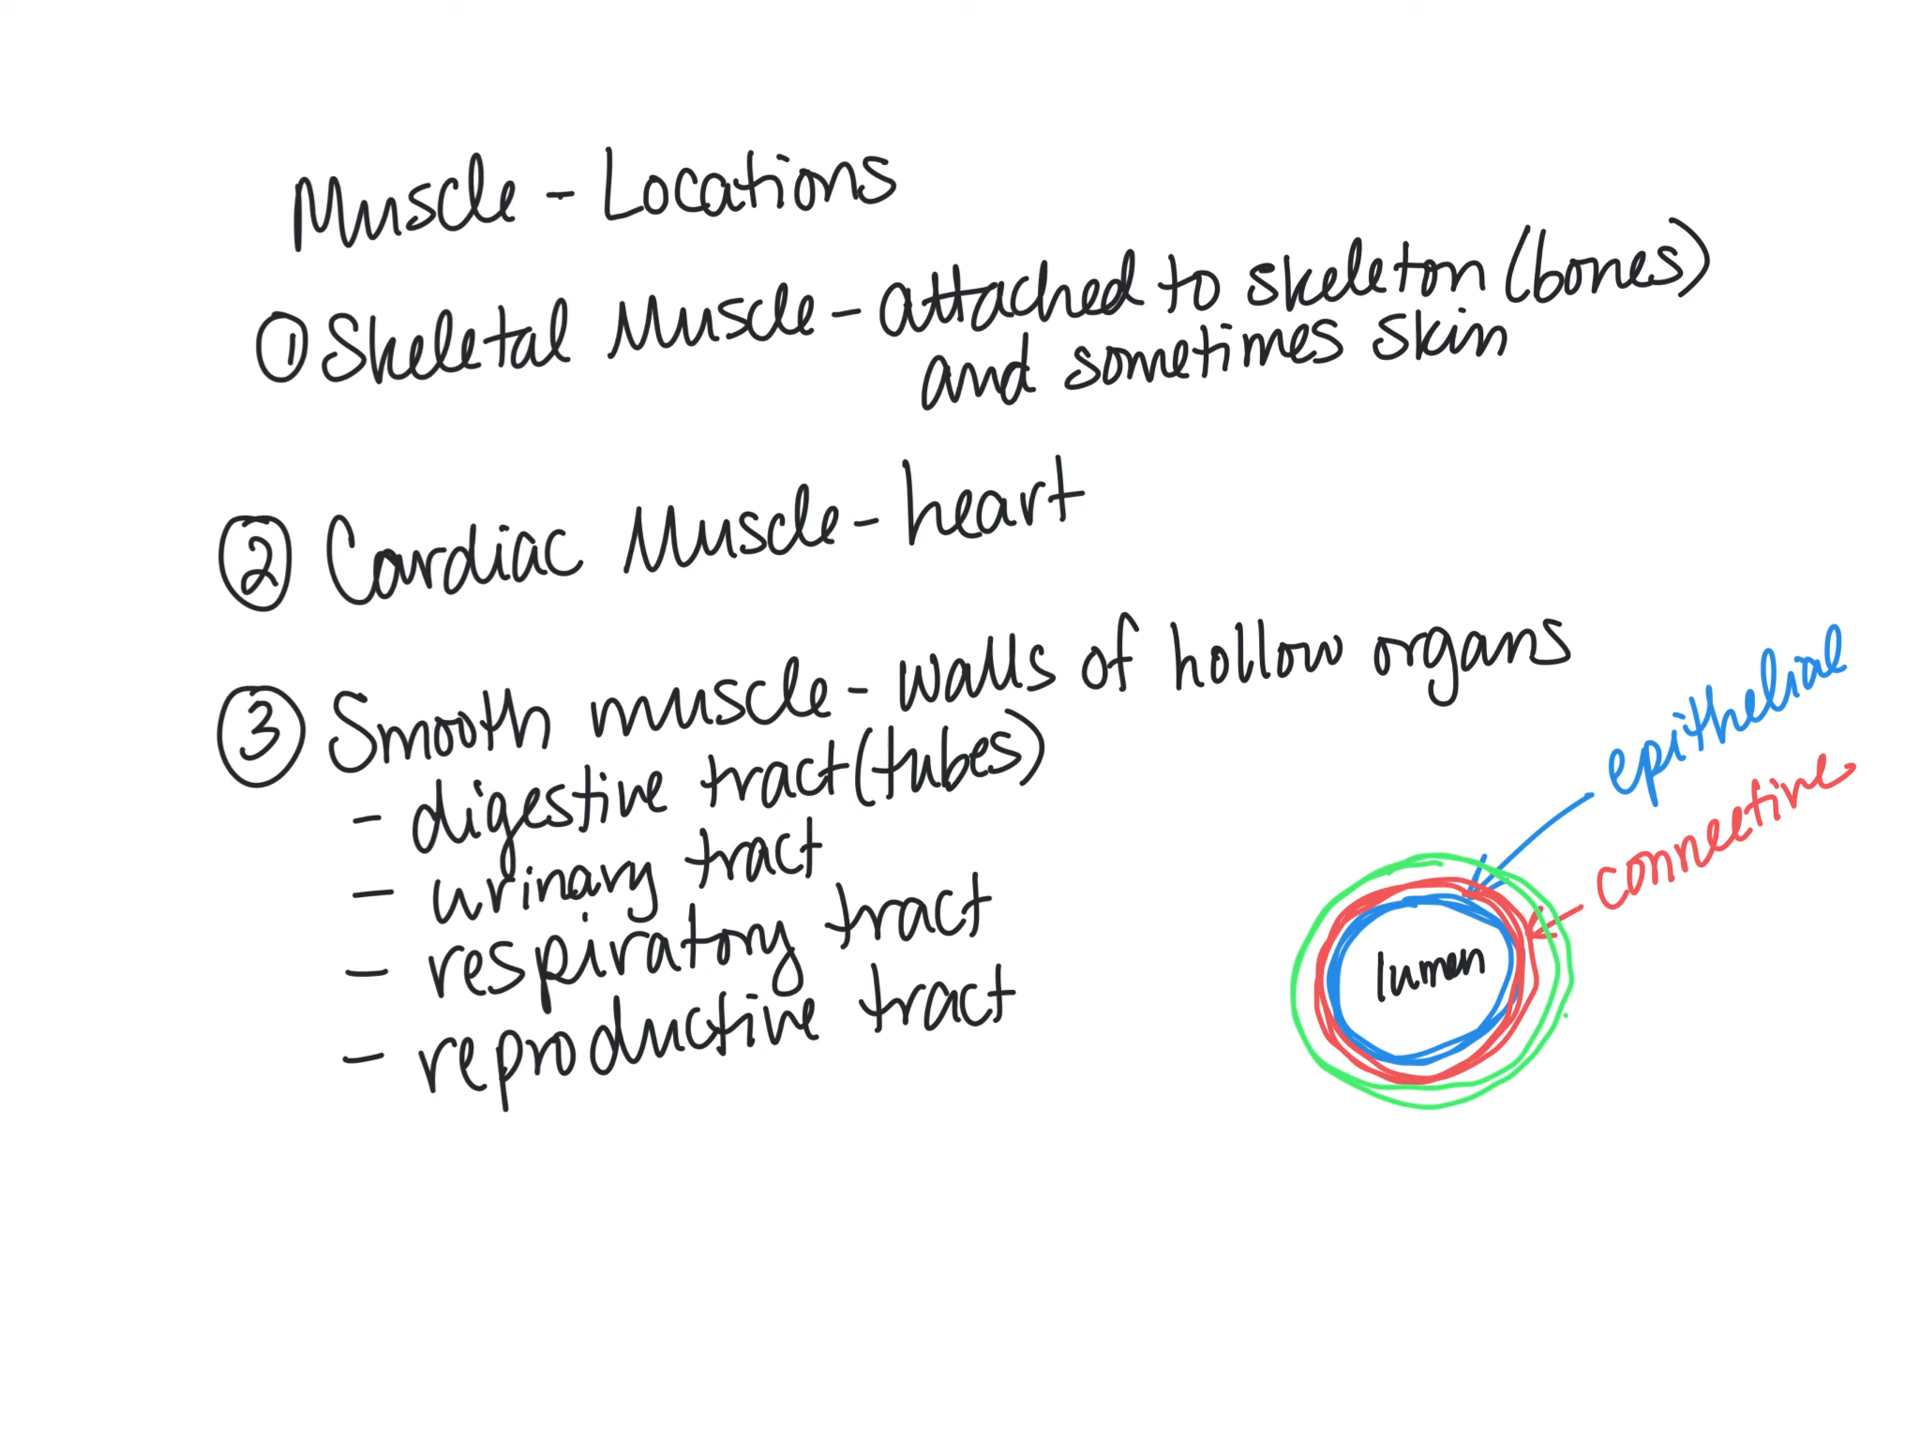 Muscle - Locations
① Skeletal Muscle - attached to skeleton (bones)
and sometimes skin
② Cardiac Muscle - heart
③ Smooth muscle - walls of hollow organs
- digestive tract (tubes)
- urinary tract
- respiratory tract
- reproductive tract
epithelial
connective
lumen